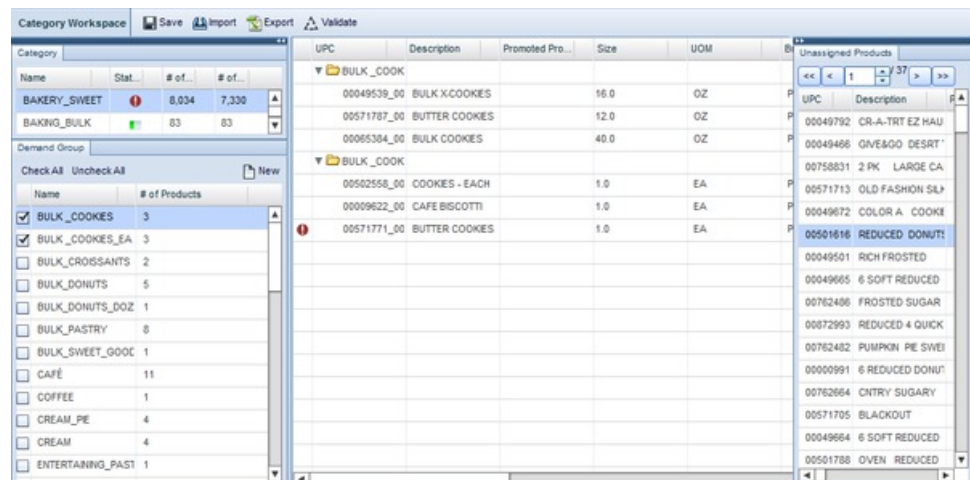 Category Workspace Save Import Export Validate
Category
Name Stat... # of... # of...
BAKERY_SWEET 8,034 7,330
BAKING_BULK 83 83
Demand Group
Check All Uncheck All New
Name # of Products
BULK_COOKIES 3
BULK_COOKIES_EA 3
BULK_CROISSANTS 2
BULK_DONUTS 5
BULK_DONUTS_DOZ 1
BULK_PASTRY 8
BULK_SWEET_GOOD 1
CAFÉ 11
COFFEE 1
CREAM_PIE 4
CREAM 4
ENTERTAINING_PAST 1
UPC Description Promoted Pro... Size UOM
BULK_COOK
00049539_00 BULK X-COOKIES 16.0 OZ P
00571787_00 BUTTER COOKIES 12.0 OZ P
00065384_00 BULK COOKIES 40.0 OZ P
BULK_COOK
00502558_00 COOKIES - EACH 1.0 EA P
00009622_00 CAFE BISCOTTI 1.0 EA P
00571771_00 BUTTER COOKIES 1.0 EA P
Unassigned Products
<< < 1 / 37 > >>
UPC Description
00049792 CR-A-TRT EZ HAU
00049466 GIVE&GO DESRT
00758831 2 PK LARGE CA
00571713 OLD FASHION SILK
00049672 COLOR A COOKIE
00501616 REDUCED DONUTS
00049501 RICH FROSTED
00049665 6 SOFT REDUCED
00762486 FROSTED SUGAR
00872993 REDUCED 4 QUICK
00762482 PUMPKIN PIE SWEI
00000991 6 REDUCED DONUT
00762664 CNTRY SUGARY
00571705 BLACKOUT
00049664 6 SOFT REDUCED
00501788 OVEN REDUCED